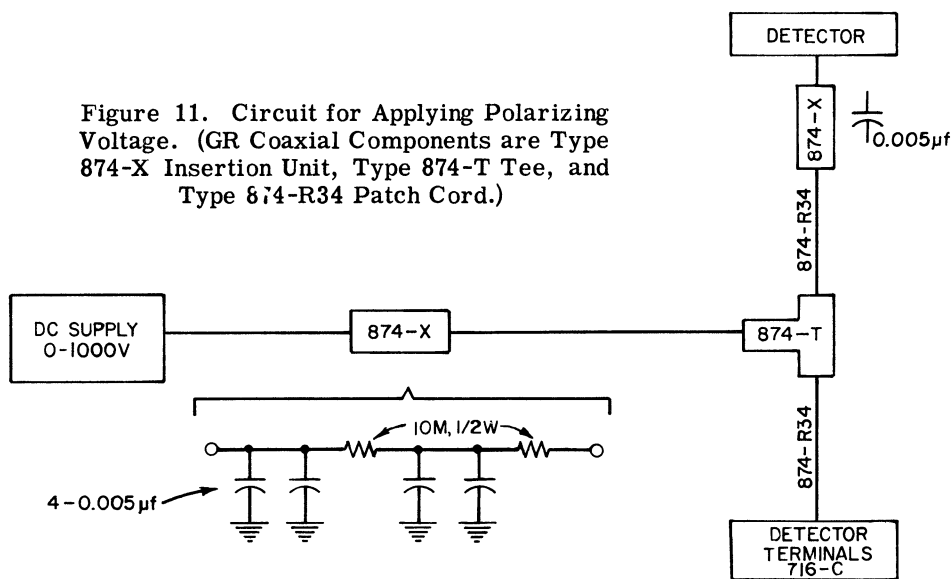 DETECTOR
Figure 11. Circuit for Applying Polarizing
Voltage. (GR Coaxial Components are Type
874-X Insertion Unit, Type 874-T Tee, and
Type 874-R34 Patch Cord.)
874-X
0.005µf
874-R34
DC SUPPLY
0-1000V
874-X
874-T
10M, 1/2W
4-0.005µf
874-R34
DETECTOR
TERMINALS
716-C